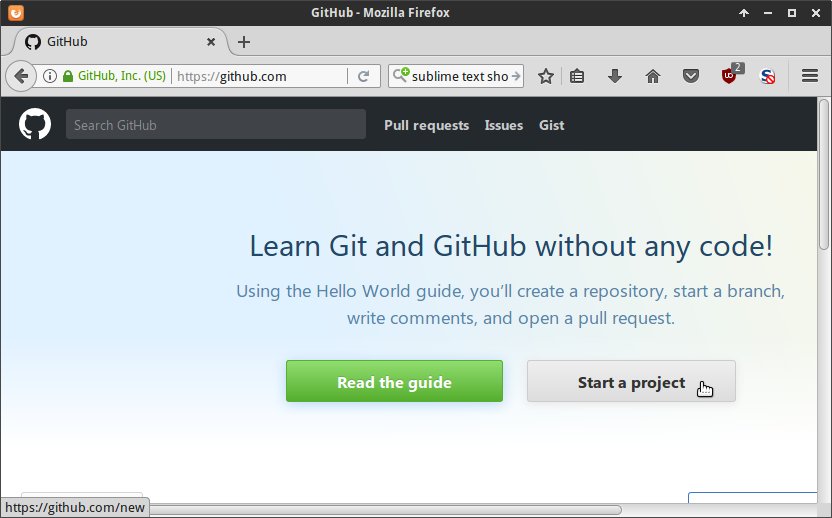 GitHub - Mozilla Firefox
GitHub
GitHub, Inc. (US) https://github.com sublime text sho 2
Search GitHub Pull requests Issues Gist
Learn Git and GitHub without any code!
Using the Hello World guide, you’ll create a repository, start a branch,
write comments, and open a pull request.
Read the guide Start a project
https://github.com/new